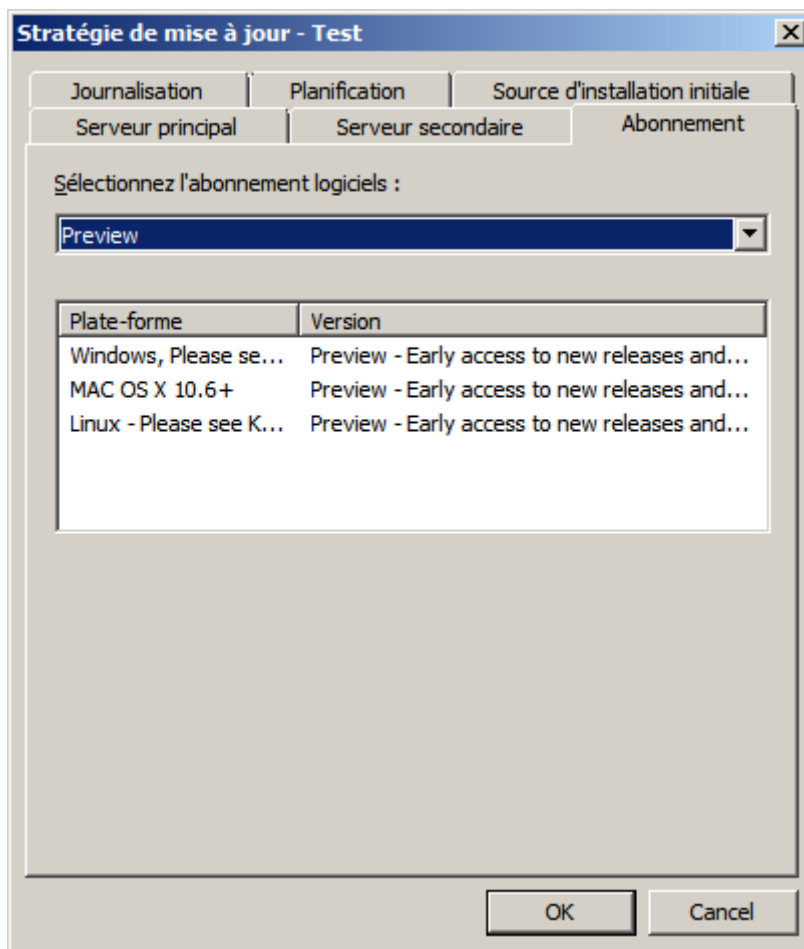 Stratégie de mise à jour - Test
Journalisation Planification Source d'installation initiale
Serveur principal Serveur secondaire Abonnement
Sélectionnez l'abonnement logiciels :
Preview
Plate-forme Version
Windows, Please se... Preview - Early access to new releases and...
MAC OS X 10.6+ Preview - Early access to new releases and...
Linux - Please see K... Preview - Early access to new releases and...
OK Cancel